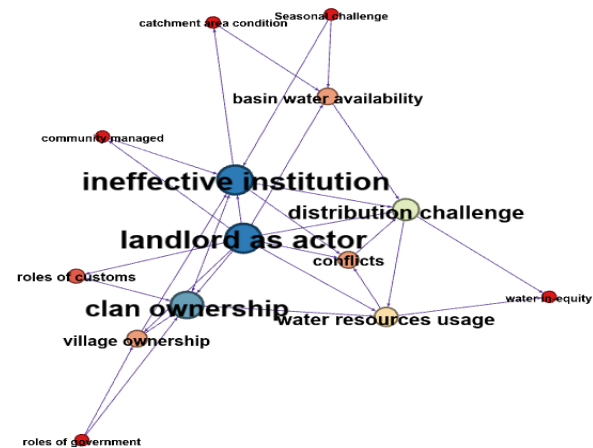 Seasonal challenge
catchment area condition
basin water availability
community managed
ineffective institution
distribution challenge
landlord as actor
conflicts
roles of customs
water in-equity
clan ownership
water resources usage
village ownership
roles of government